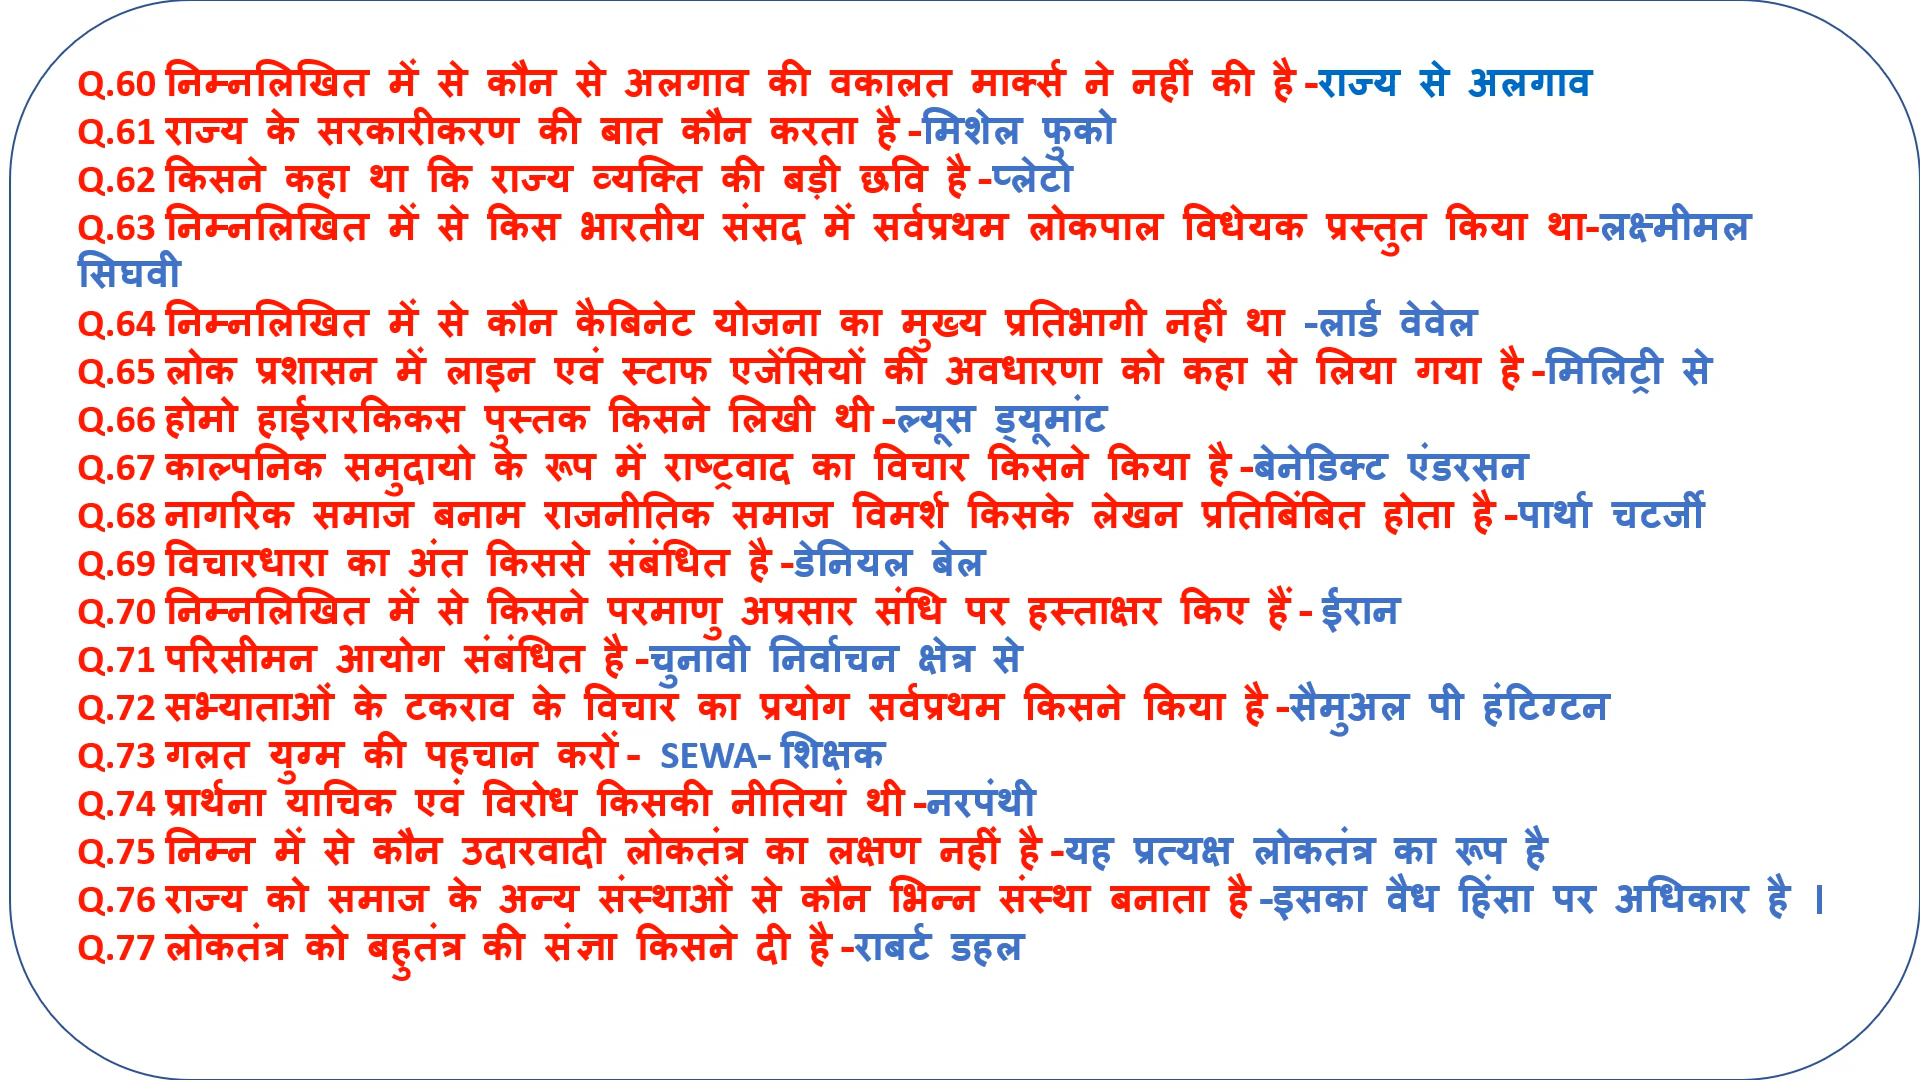 Q.60 निम्नलिखित में से कौन से अलगाव की वकालत मार्क्स ने नहीं की है -राज्य से अलगाव
Q.61 राज्य के सरकारीकरण की बात कौन करता है -मिशेल फुको
Q.62 किसने कहा था कि राज्य व्यक्ति की बड़ी छवि है -प्लेटो
Q.63 निम्नलिखित में से किस भारतीय संसद में सर्वप्रथम लोकपाल विधेयक प्रस्तुत किया था-लक्ष्मीमल
सिघवी
Q.64 निम्नलिखित में से कौन कैबिनेट योजना का मुख्य प्रतिभागी नहीं था -लार्ड वेवेल
Q.65 लोक प्रशासन में लाइन एवं स्टाफ एजेंसियों की अवधारणा को कहा से लिया गया है -मिलिट्री से
Q.66 होमो हाईरारकिकस पुस्तक किसने लिखी थी -ल्यूस ड्यूमांट
Q.67 काल्पनिक समुदायो के रूप में राष्ट्रवाद का विचार किसने किया है -बेनेडिक्ट एंडरसन
Q.68 नागरिक समाज बनाम राजनीतिक समाज विमर्श किसके लेखन प्रतिबिंबित होता है -पार्था चटर्जी
Q.69 विचारधारा का अंत किससे संबंधित है -डेनियल बेल
Q.70 निम्नलिखित में से किसने परमाणु अप्रसार संधि पर हस्ताक्षर किए हैं - ईरान
Q.71 परिसीमन आयोग संबंधित है -चुनावी निर्वाचन क्षेत्र से
Q.72 सभ्याताओं के टकराव के विचार का प्रयोग सर्वप्रथम किसने किया है -सैमुअल पी हंटिग्टन
Q.73 गलत युग्म की पहचान करों - SEWA- शिक्षक
Q.74 प्रार्थना याचिक एवं विरोध किसकी नीतियां थी -नरपंथी
Q.75 निम्न में से कौन उदारवादी लोकतंत्र का लक्षण नहीं है -यह प्रत्यक्ष लोकतंत्र का रूप है
Q.76 राज्य को समाज के अन्य संस्थाओं से कौन भिन्न संस्था बनाता है -इसका वैध हिंसा पर अधिकार है ।
Q.77 लोकतंत्र को बहुतंत्र की संज्ञा किसने दी है -राबर्ट डहल